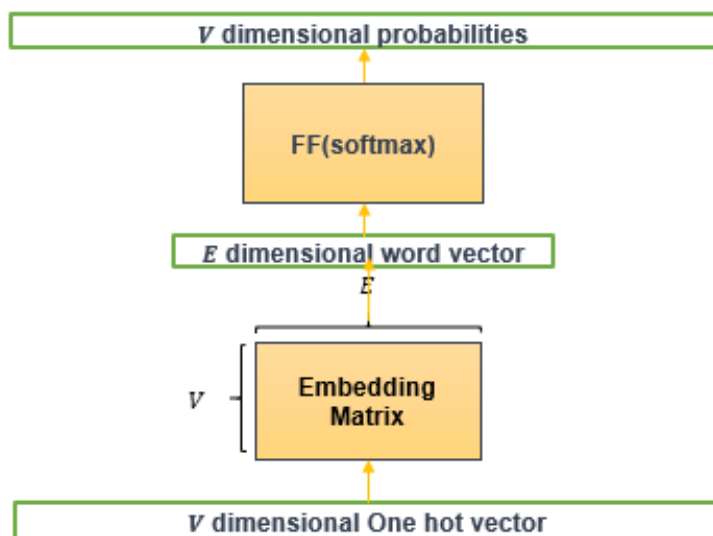 V dimensional probabilities
FF(softmax)
E dimensional word vector
E
V
Embedding
Matrix
V dimensional One hot vector